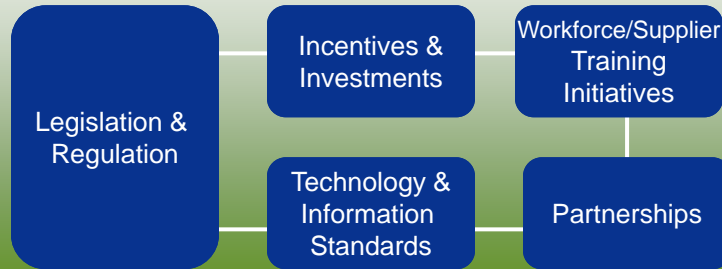 Legislation &
Regulation
Incentives &
Investments
Workforce/Supplier
Training
Initiatives
Technology &
Information
Standards
Partnerships